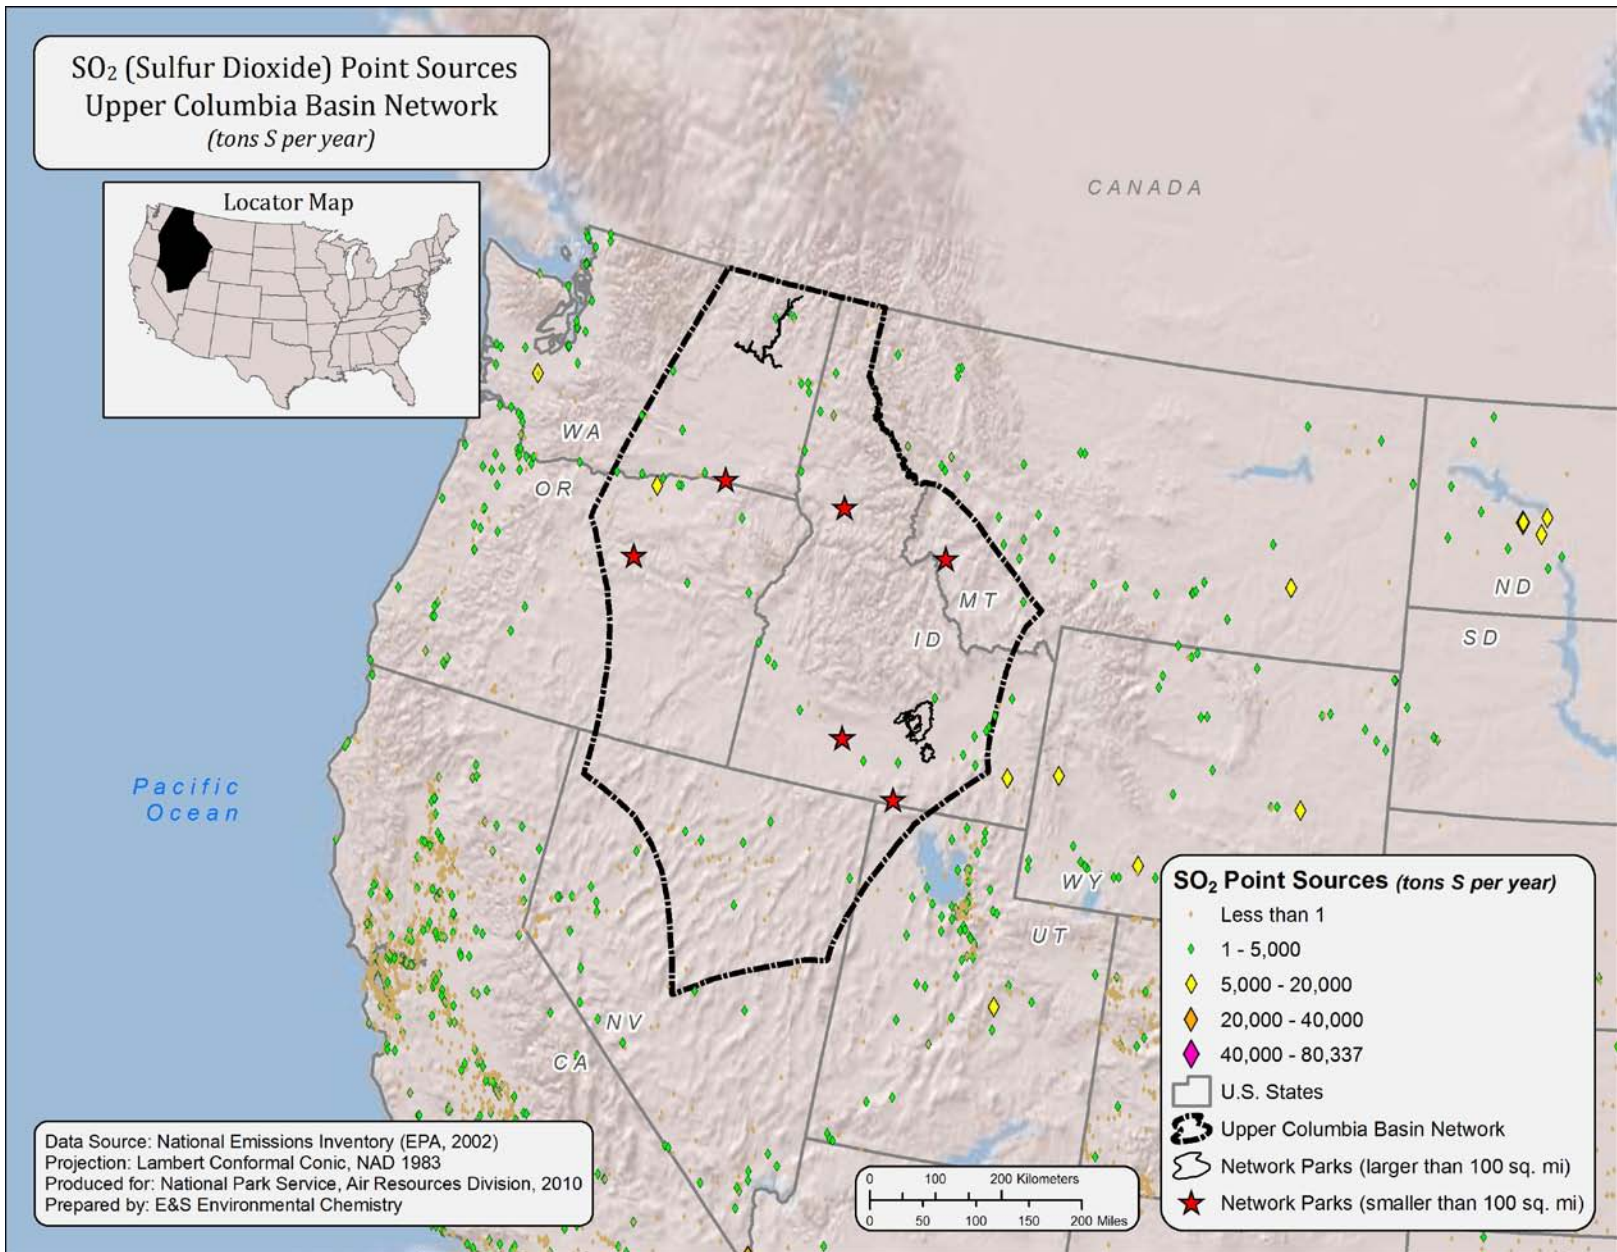 SO₂ (Sulfur Dioxide) Point Sources
Upper Columbia Basin Network
(tons S per year)
Locator Map
CANADA
WA
OR
MT
ID
ND
SD
Pacific
Ocean
WY
UT
NV
CA
SO₂ Point Sources (tons S per year)
Less than 1
1 - 5,000
5,000 - 20,000
20,000 - 40,000
40,000 - 80,337
U.S. States
Upper Columbia Basin Network
Network Parks (larger than 100 sq. mi)
Network Parks (smaller than 100 sq. mi)
Data Source: National Emissions Inventory (EPA, 2002)
Projection: Lambert Conformal Conic, NAD 1983
Produced for: National Park Service, Air Resources Division, 2010
Prepared by: E&S Environmental Chemistry
0 100 200 Kilometers
0 50 100 150 200 Miles